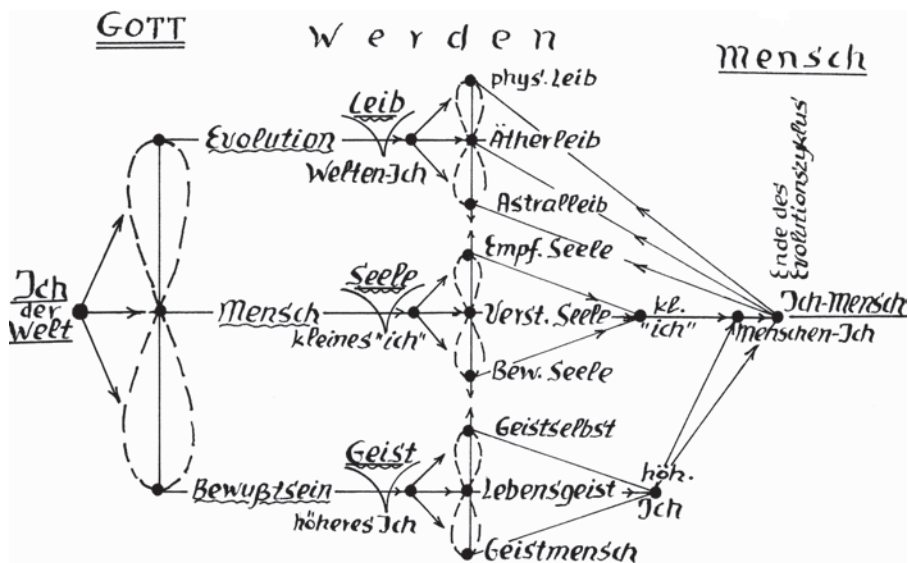 GOTT
Werden
Mensch
phys. Leib
Leib
Evolution
Ätherleib
Welten-Ich
Astralleib
Ende des
Evolutionszyklus'
Empf. Seele
Seele
Ich
der
Welt
Mensch
Verst. Seele
kl.
"ich"
Ich-Mensch
Menschen-Ich
kleines "ich"
Bew. Seele
Geistselbst
Geist
höh.
Ich
Bewußtsein
Lebensgeist
höheres Ich
Geistmensch